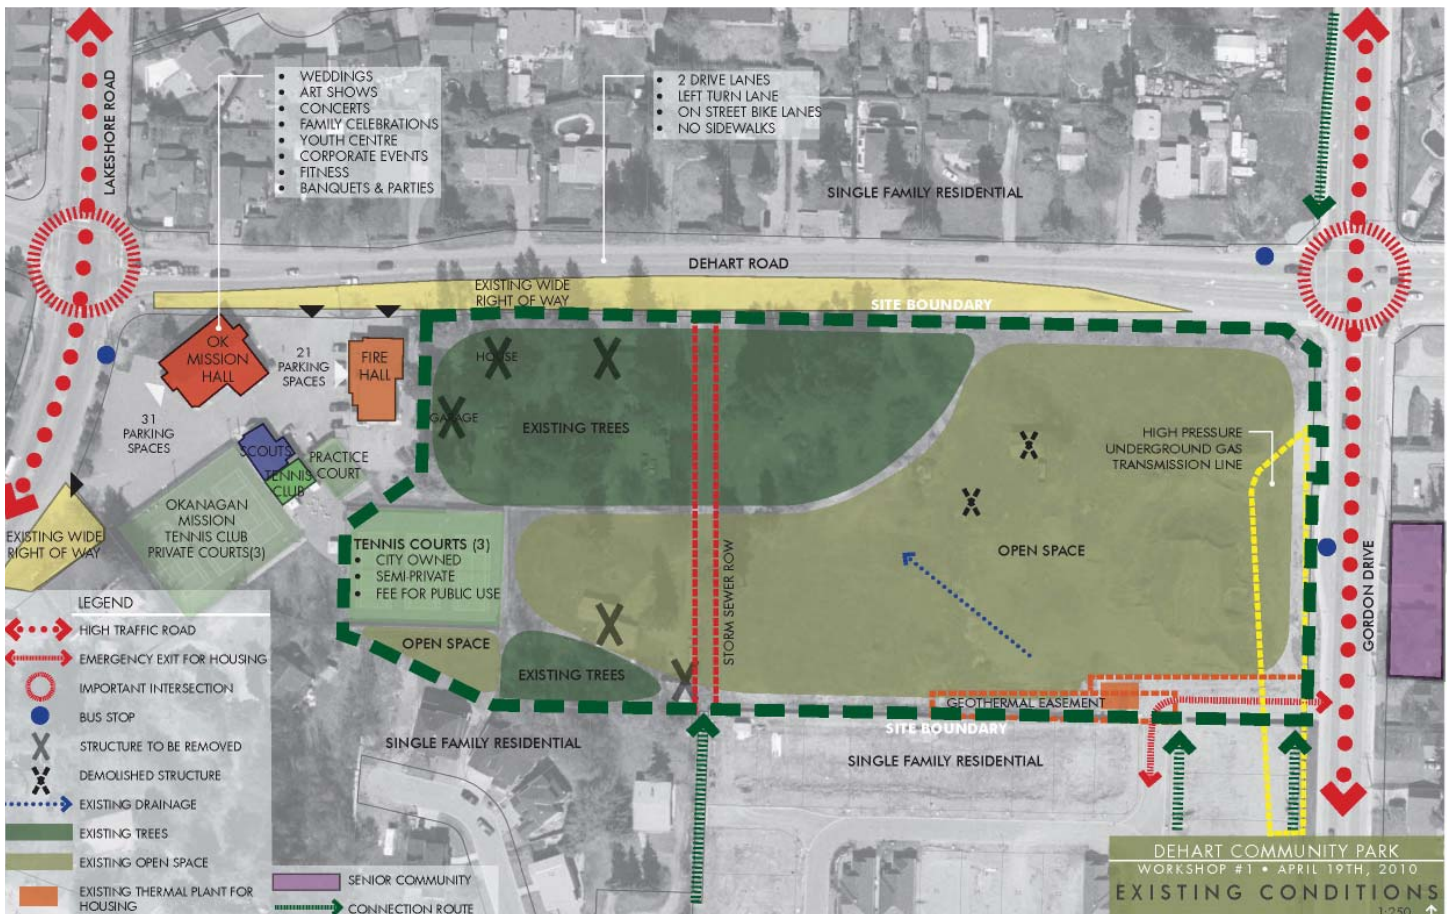 LAKESHORE ROAD
• WEDDINGS
• ART SHOWS
• CONCERTS
• FAMILY CELEBRATIONS
• YOUTH CENTRE
• CORPORATE EVENTS
• FITNESS
• BANQUETS & PARTIES
• 2 DRIVE LANES
• LEFT TURN LANE
• ON STREET BIKE LANES
• NO SIDEWALKS
SINGLE FAMILY RESIDENTIAL
DEHART ROAD
EXISTING WIDE
RIGHT OF WAY
SITE BOUNDARY
OK
MISSION
HALL
21
PARKING
SPACES
FIRE
HALL
HOUSE
GARAGE
EXISTING TREES
31
PARKING
SPACES
SCOUTS
TENNIS
CLUB
PRACTICE
COURT
HIGH PRESSURE
UNDERGROUND GAS
TRANSMISSION LINE
OKANAGAN
MISSION
TENNIS CLUB
PRIVATE COURTS(3)
EXISTING WIDE
RIGHT OF WAY
TENNIS COURTS (3)
• CITY OWNED
• SEMI-PRIVATE
• FEE FOR PUBLIC USE
OPEN SPACE
STORM SEWER ROW
GORDON DRIVE
OPEN SPACE
EXISTING TREES
GEOTHERMAL EASEMENT
SITE BOUNDARY
SINGLE FAMILY RESIDENTIAL
SINGLE FAMILY RESIDENTIAL
LEGEND
HIGH TRAFFIC ROAD
EMERGENCY EXIT FOR HOUSING
IMPORTANT INTERSECTION
BUS STOP
STRUCTURE TO BE REMOVED
DEMOLISHED STRUCTURE
EXISTING DRAINAGE
EXISTING TREES
EXISTING OPEN SPACE
EXISTING THERMAL PLANT FOR
HOUSING
SENIOR COMMUNITY
CONNECTION ROUTE
DEHART COMMUNITY PARK
WORKSHOP #1 • APRIL 19TH, 2010
EXISTING CONDITIONS
1:250